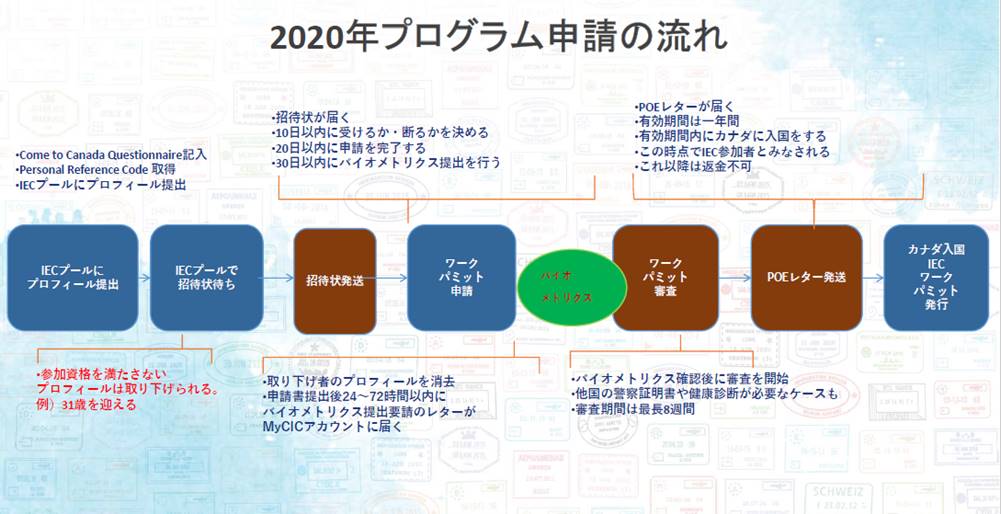 2020年プログラム申請の流れ
•Come to Canada Questionnaire記入
•Personal Reference Code 取得
•IECプールにプロフィール提出
•招待状が届く
•10日以内に受けるか・断るかを決める
•20日以内に申請を完了する
•30日以内にバイオメトリクス提出を行う
•POEレターが届く
•有効期間は一年間
•有効期間内にカナダに入国をする
•この時点でIEC参加者とみなされる
•これ以降は返金不可
IECプールに
プロフィール提出
IECプールで
招待状待ち
招待状発送
ワーク
パミット
申請
バイオ
メトリクス
ワーク
パミット
審査
POEレター発送
カナダ入国
IEC
ワーク
パミット
発行
•参加資格を満たさない
プロフィールは取り下げられる。
例）31歳を迎える
•取り下げ者のプロフィールを消去
•申請書提出後24～72時間以内に
バイオメトリクス提出要請のレターが
MyCICアカウントに届く
•バイオメトリクス確認後に審査を開始
•他国の警察証明書や健康診断が必要なケースも
•審査期間は最長8週間
SCHWEIZ